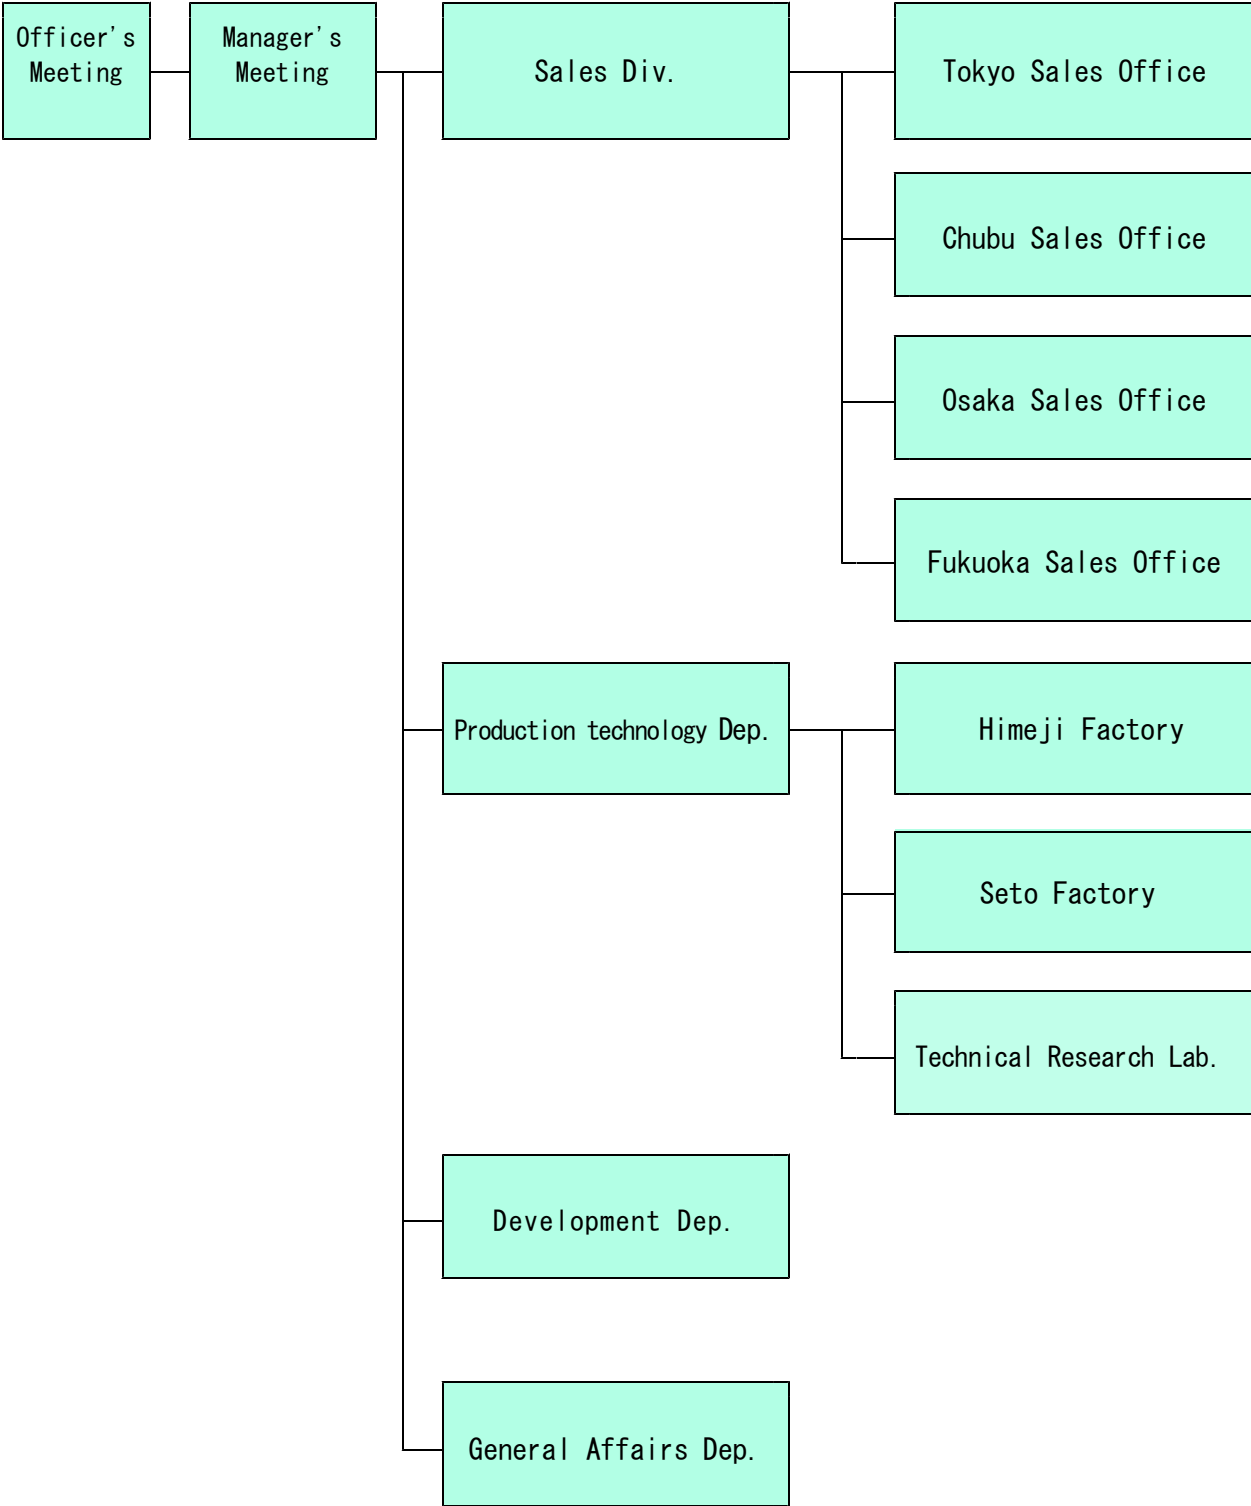 Officer's
Meeting
Manager's
Meeting
Sales Div.
Tokyo Sales Office
Chubu Sales Office
Osaka Sales Office
Fukuoka Sales Office
Production technology Dep.
Himeji Factory
Seto Factory
Technical Research Lab.
Development Dep.
General Affairs Dep.